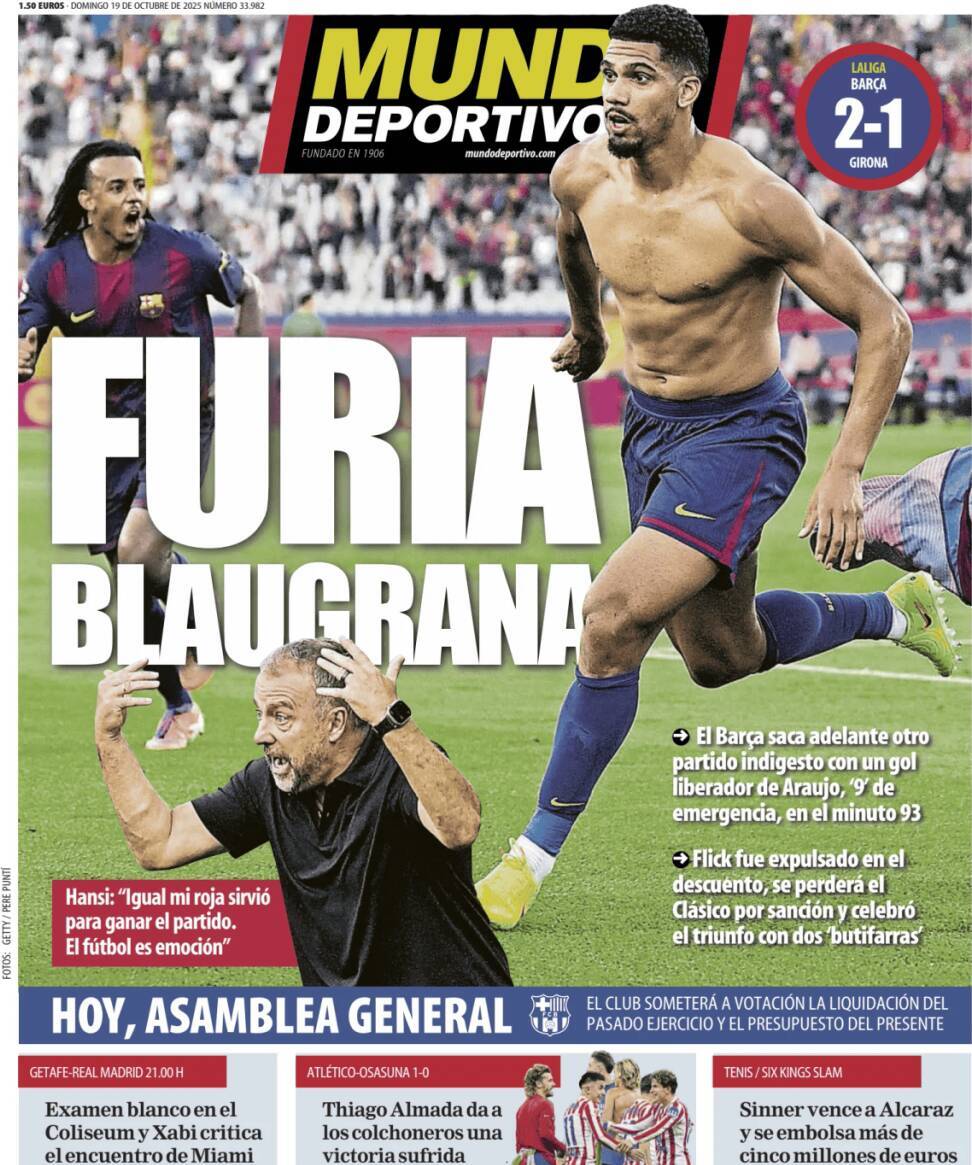 1.50 EUROS · DOMINGO 19 DE OCTUBRE DE 2025 NÚMERO 33.982
MUNDO
DEPORTIVO
FUNDADO EN 1906
mundodeportivo.com
LALIGA
BARÇA
2-1
GIRONA
FURIA
BLAUGRANA
El Barça saca adelante otro
partido indigesto con un gol
liberador de Araujo, ‘9’ de
emergencia, en el minuto 93
Flick fue expulsado en el
descuento, se perderá el
Clásico por sanción y celebró
el triunfo con dos ‘butifarras’
Hansi: “Igual mi roja sirvió
para ganar el partido.
El fútbol es emoción”
FOTOS: GETTY / PERE PUNTÍ
HOY, ASAMBLEA GENERAL
FCB
EL CLUB SOMETERÁ A VOTACIÓN LA LIQUIDACIÓN DEL
PASADO EJERCICIO Y EL PRESUPUESTO DEL PRESENTE
GETAFE-REAL MADRID 21.00 H
Examen blanco en el
Coliseum y Xabi critica
el encuentro de Miami
ATLÉTICO-OSASUNA 1-0
Thiago Almada da a
los colchoneros una
victoria sufrida
TENIS / SIX KINGS SLAM
Sinner vence a Alcaraz
y se embolsa más de
cinco millones de euros